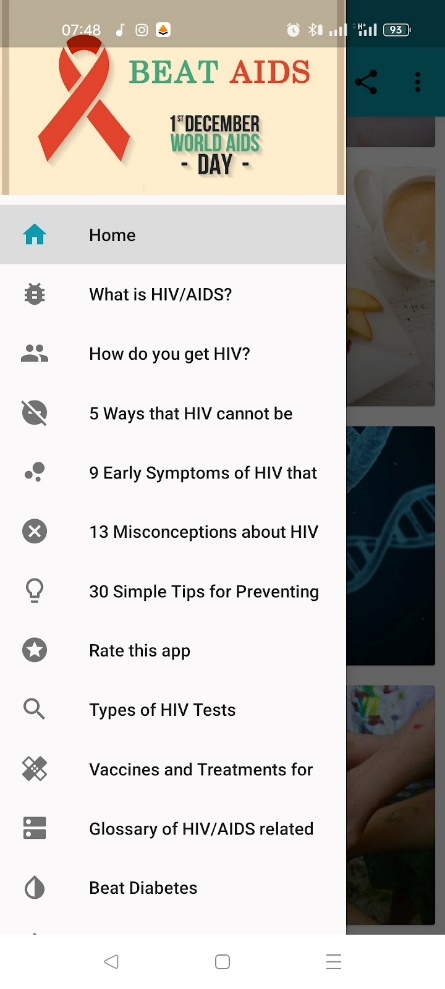 07:48
H+
93
BEAT AIDS
1ST DECEMBER
WORLD AIDS
- DAY -
Home
What is HIV/AIDS?
How do you get HIV?
5 Ways that HIV cannot be
9 Early Symptoms of HIV that
13 Misconceptions about HIV
30 Simple Tips for Preventing
Rate this app
Types of HIV Tests
Vaccines and Treatments for
Glossary of HIV/AIDS related
Beat Diabetes